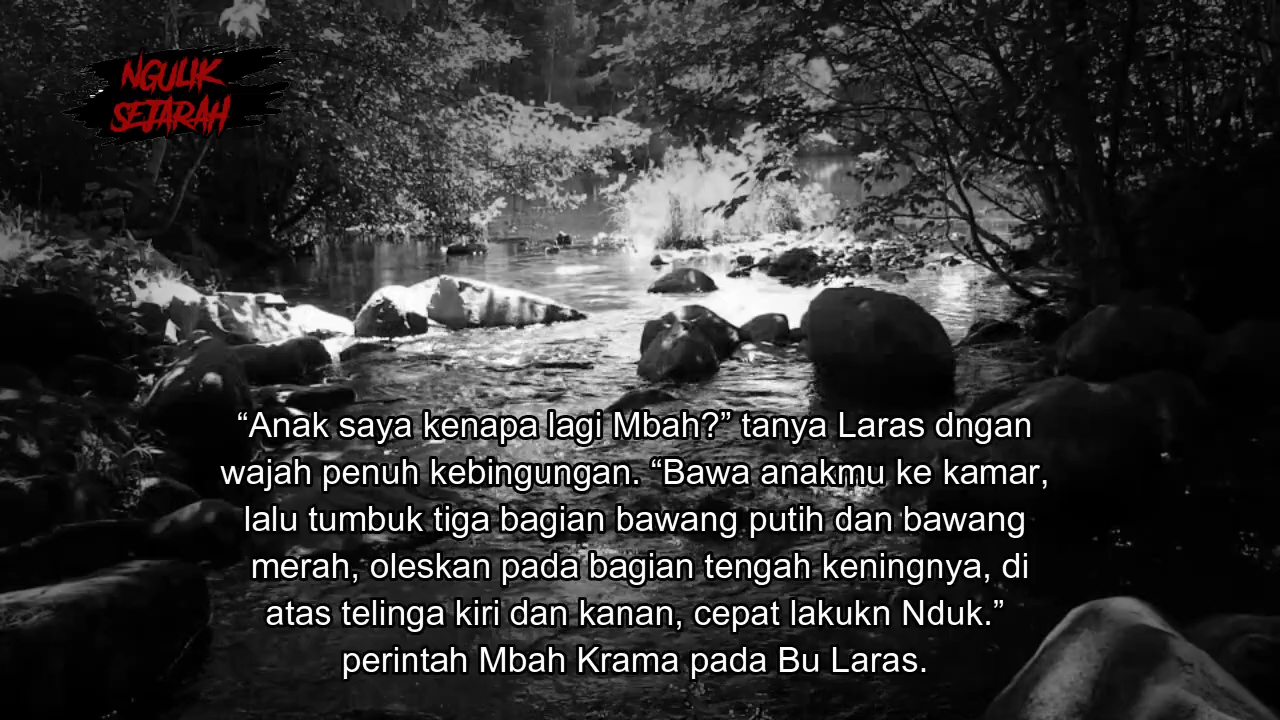 NGULIK
SEJARAH
“Anak saya kenapa lagi Mbah?” tanya Laras dngan
wajah penuh kebingungan. “Bawa anakmu ke kamar,
lalu tumbuk tiga bagian bawang putih dan bawang
merah, oleskan pada bagian tengah keningnya, di
atas telinga kiri dan kanan, cepat lakukn Nduk.”
perintah Mbah Krama pada Bu Laras.